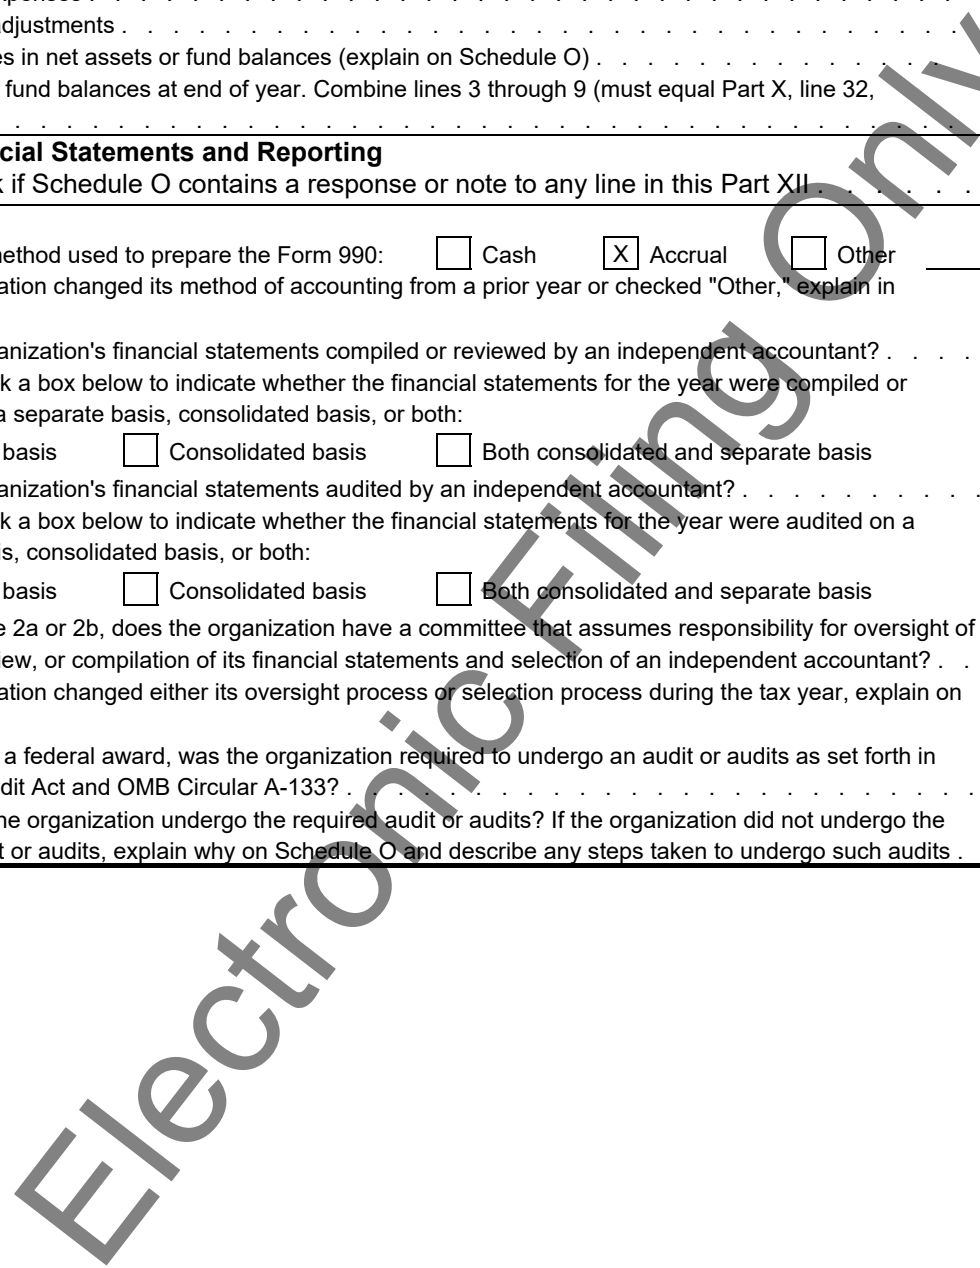 adjustments . . . . . . . . . . . . . . . . . . . . . . . . . . . . . . . . .
es in net assets or fund balances (explain on Schedule O) . . . . . . . . . . . . . .
fund balances at end of year. Combine lines 3 through 9 (must equal Part X, line 32,
. . . . . . . . . . . . . . . . . . . . . . . . . . . . . . . . . . . . .
cial Statements and Reporting
k if Schedule O contains a response or note to any line in this Part XII . . . . . .
method used to prepare the Form 990: Cash X Accrual Other
ation changed its method of accounting from a prior year or checked "Other," explain in
anization's financial statements compiled or reviewed by an independent accountant? . . . .
k a box below to indicate whether the financial statements for the year were compiled or
a separate basis, consolidated basis, or both:
basis Consolidated basis Both consolidated and separate basis
anization's financial statements audited by an independent accountant? . . . . . . . . . .
k a box below to indicate whether the financial statements for the year were audited on a
is, consolidated basis, or both:
basis Consolidated basis Both consolidated and separate basis
e 2a or 2b, does the organization have a committee that assumes responsibility for oversight of
iew, or compilation of its financial statements and selection of an independent accountant? . .
ation changed either its oversight process or selection process during the tax year, explain on
a federal award, was the organization required to undergo an audit or audits as set forth in
dit Act and OMB Circular A-133? . . . . . . . . . . . . . . . . . . . . . . . . .
he organization undergo the required audit or audits? If the organization did not undergo the
t or audits, explain why on Schedule O and describe any steps taken to undergo such audits .
Electronic Filing Only